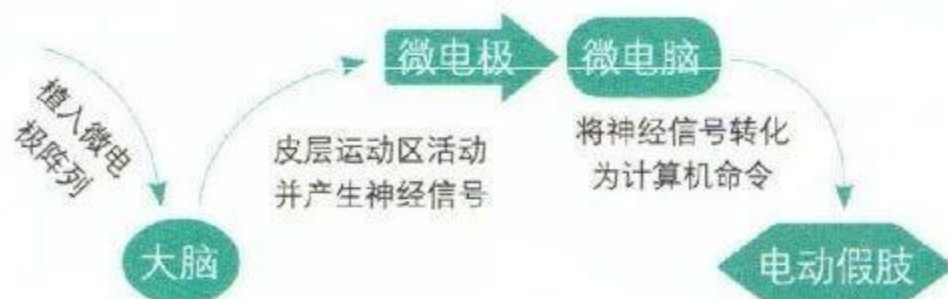 植入微电
极阵列
大脑
皮层运动区活动
并产生神经信号
微电极
微电脑
将神经信号转化
为计算机命令
电动假肢